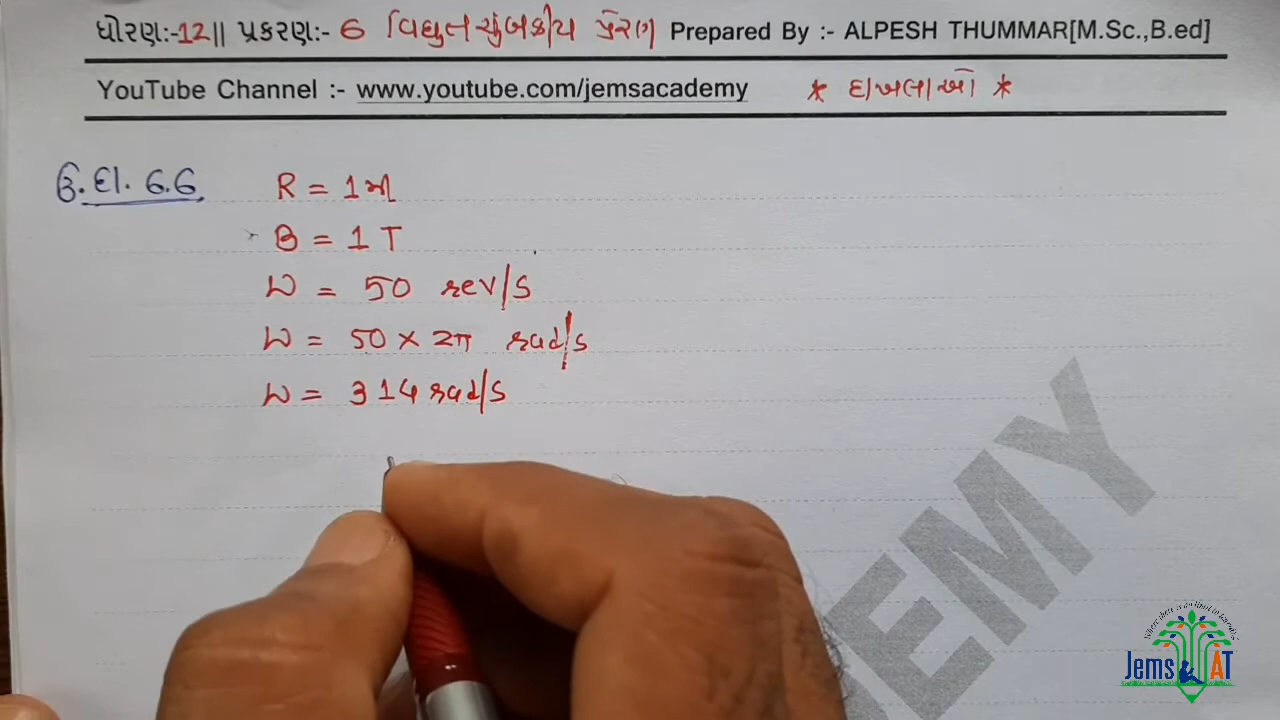 ધોરણ:-12|| પ્રકરણ:- 6 વિદ્યુતચુંબકીય પ્રેરણ Prepared By :- ALPESH THUMMAR[M.Sc.,B.ed]
YouTube Channel :- www.youtube.com/jemsacademy * દાખલાઓ *
ઉ.દા. 6.6 R = 1 m
B = 1 T
ω = 50 rev/s
ω = 50 × 2π rad/s
ω = 314 rad/s
EMY
Jems AT